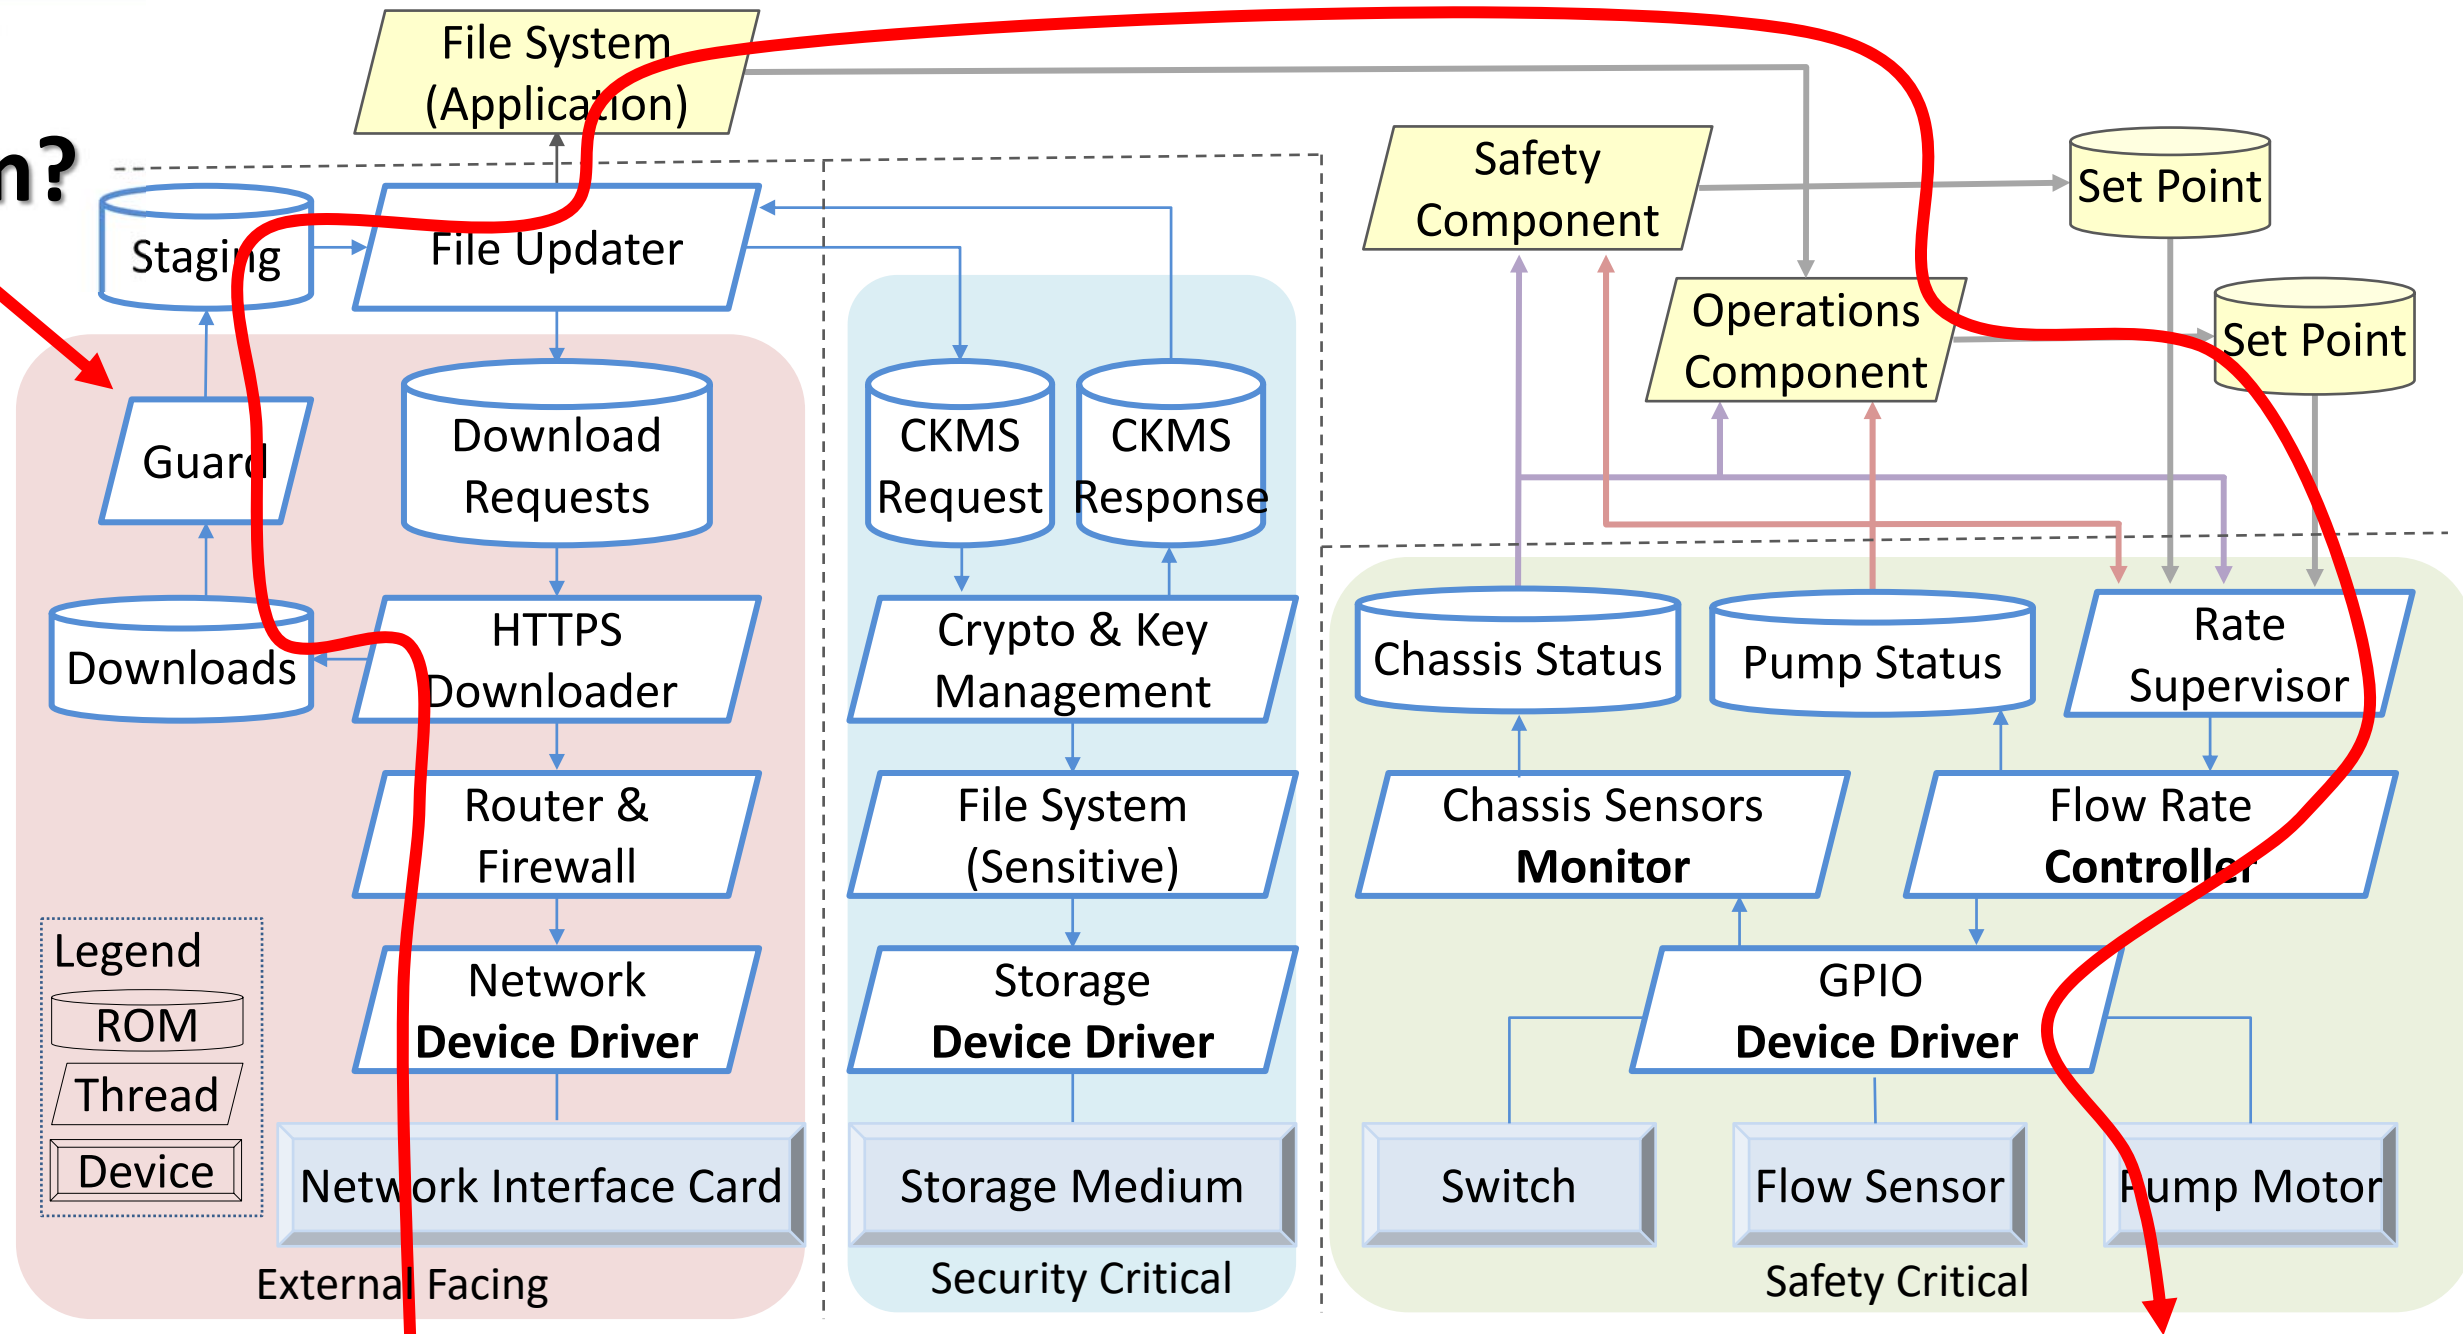 File System
(Application)
n?
Staging
File Updater
Safety
Component
Set Point
Operations
Component
Set Point
Guard
Download
Requests
CKMS
Request
CKMS
Response
Downloads
HTTPS
Downloader
Crypto & Key
Management
Chassis Status
Pump Status
Rate
Supervisor
Router &
Firewall
File System
(Sensitive)
Chassis Sensors
Monitor
Flow Rate
Controller
Legend
ROM
Thread
Device
Network
Device Driver
Storage
Device Driver
GPIO
Device Driver
Network Interface Card
Storage Medium
Switch
Flow Sensor
Pump Motor
External Facing
Security Critical
Safety Critical